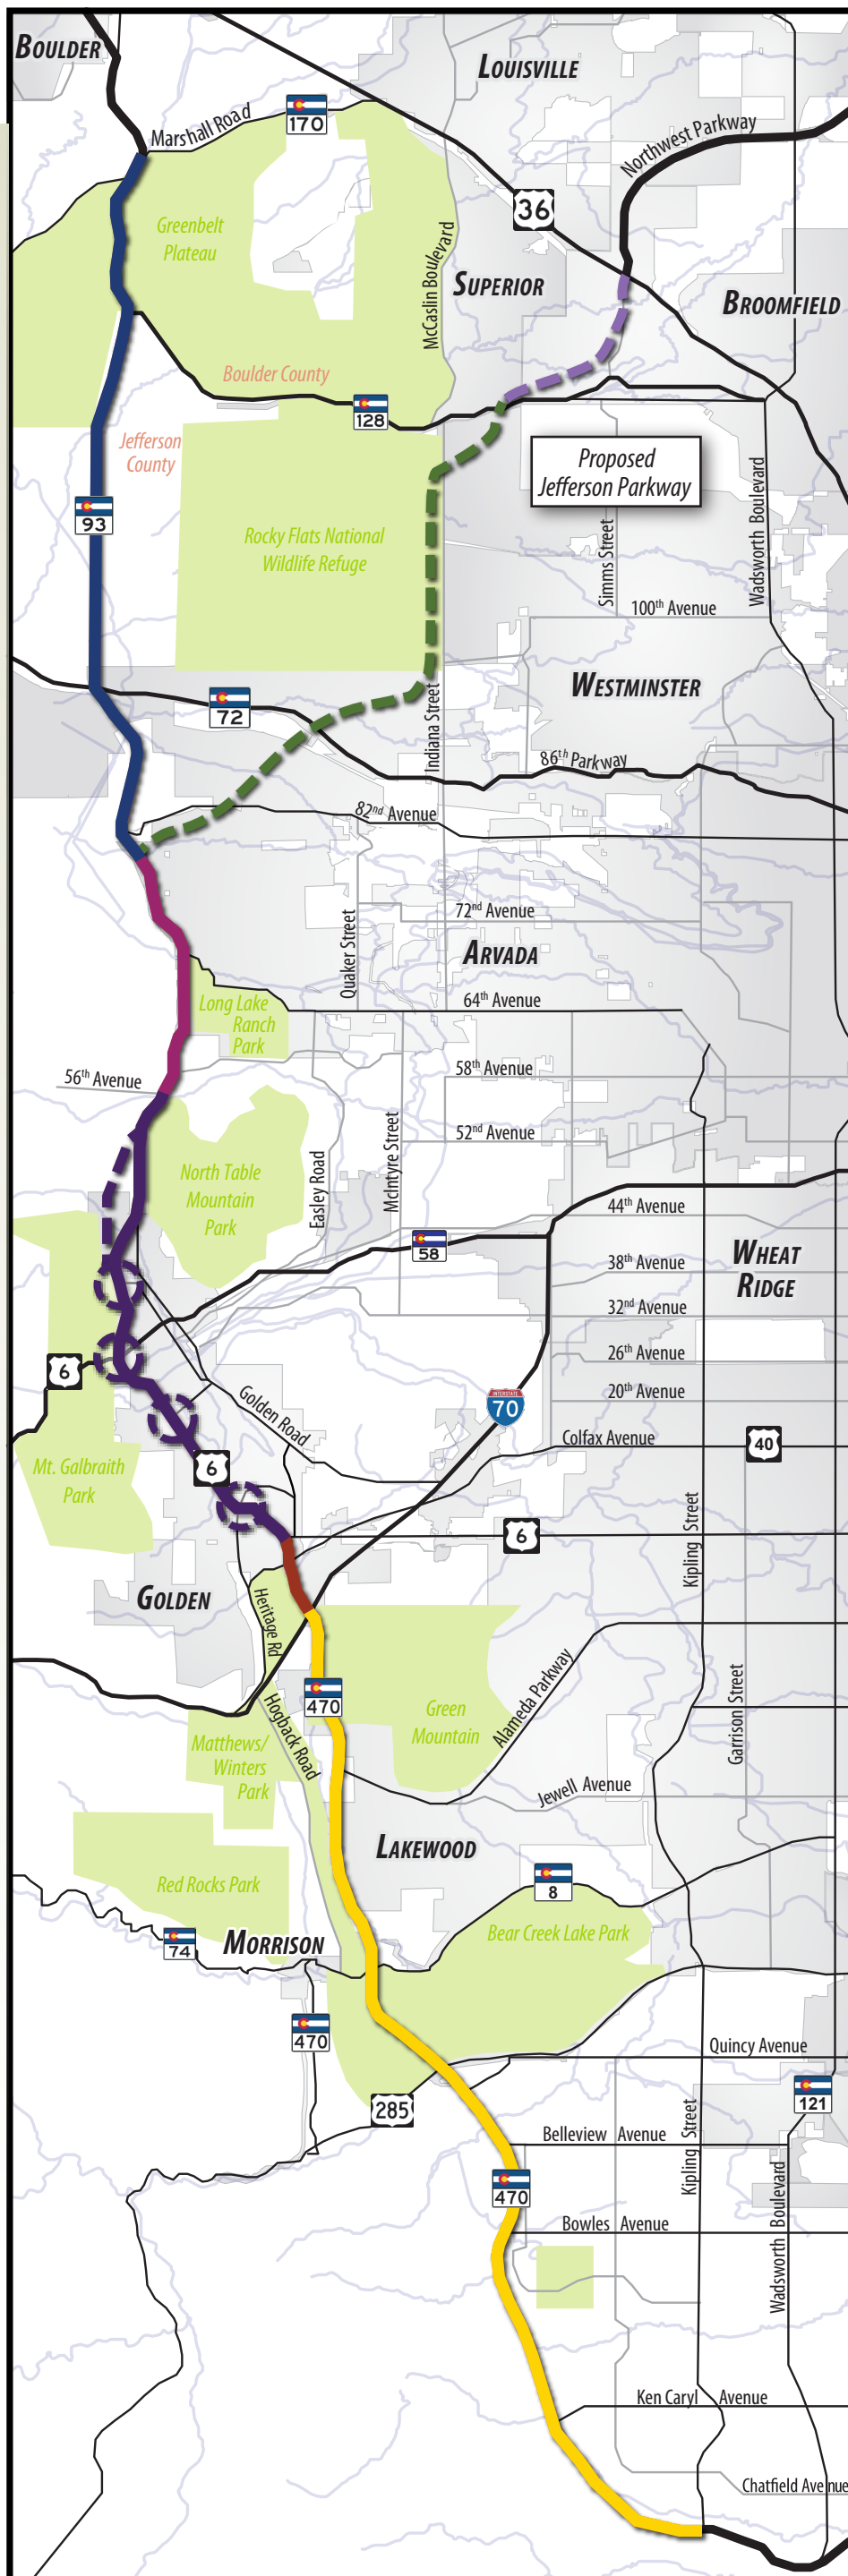 BOULDER
LOUISVILLE
Marshall Road
170
Northwest Parkway
36
Greenbelt
Plateau
McCaslin Boulevard
SUPERIOR
BROOMFIELD
Boulder County
128
Jefferson
County
Proposed
Jefferson Parkway
Wadsworth Boulevard
93
Rocky Flats National
Wildlife Refuge
Simms Street
100th Avenue
WESTMINSTER
72
Indiana Street
86th Parkway
82nd Avenue
72nd Avenue
Quaker Street
ARVADA
64th Avenue
Long Lake
Ranch
Park
56th Avenue
58th Avenue
52nd Avenue
McIntyre Street
Easley Road
North Table
Mountain
Park
44th Avenue
58
WHEAT
RIDGE
38th Avenue
32nd Avenue
26th Avenue
6
20th Avenue
INTERSTATE
70
Golden Road
Colfax Avenue
40
Mt. Galbraith
Park
6
6
Kipling Street
GOLDEN
Heritage Rd
470
Green
Mountain
Alameda Parkway
Garrison Street
Hogback Road
Matthews/
Winters
Park
Jewell Avenue
LAKEWOOD
8
Red Rocks Park
Bear Creek Lake Park
74
MORRISON
470
Quincy Avenue
285
121
Belleview Avenue
Kipling Street
470
Bowles Avenue
Wadsworth Boulevard
Ken Caryl Avenue
Chatfield Avenue